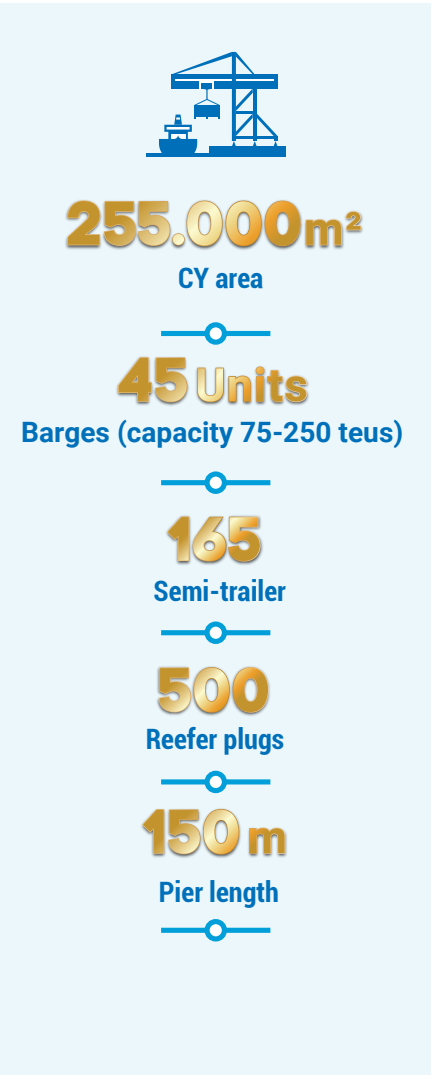 255.000m²
CY area
45 Units
Barges (capacity 75-250 teus)
165
Semi-trailer
500
Reefer plugs
150 m
Pier length